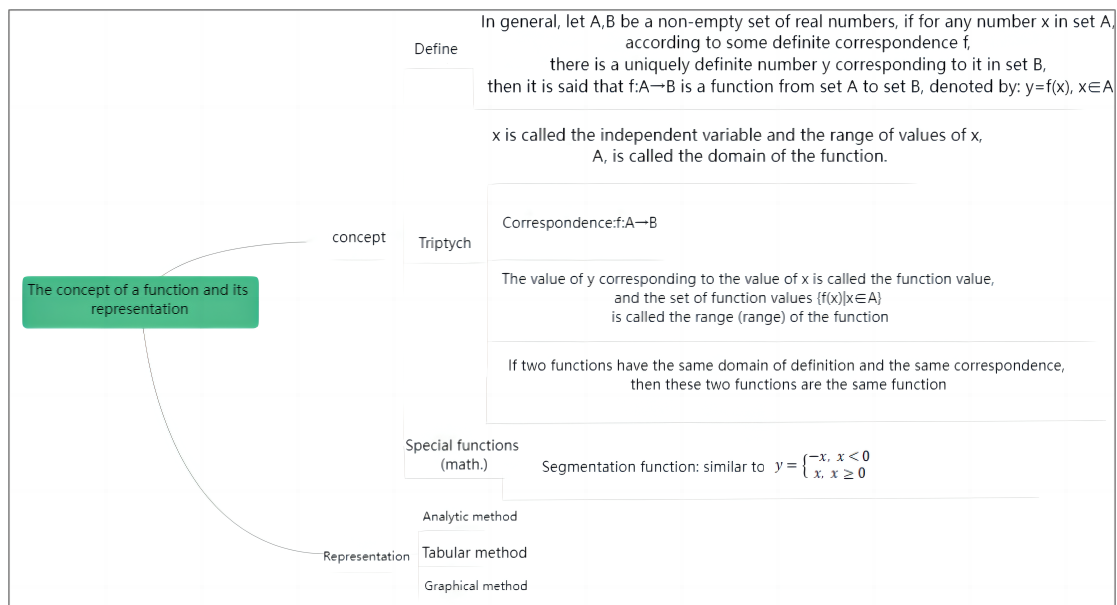 Define
In general, let A,B be a non-empty set of real numbers, if for any number x in set A,
according to some definite correspondence f,
there is a uniquely definite number y corresponding to it in set B,
then it is said that f:A→B is a function from set A to set B, denoted by: y=f(x), x∈A
x is called the independent variable and the range of values of x,
A, is called the domain of the function.
concept
Triptych
Correspondence:f:A→B
The concept of a function and its
representation
The value of y corresponding to the value of x is called the function value,
and the set of function values {f(x)|x∈A}
is called the range (range) of the function
If two functions have the same domain of definition and the same correspondence,
then these two functions are the same function
Special functions
(math.)
Segmentation function: similar to y = { −x, x < 0
x, x ≥ 0
Representation
Analytic method
Tabular method
Graphical method